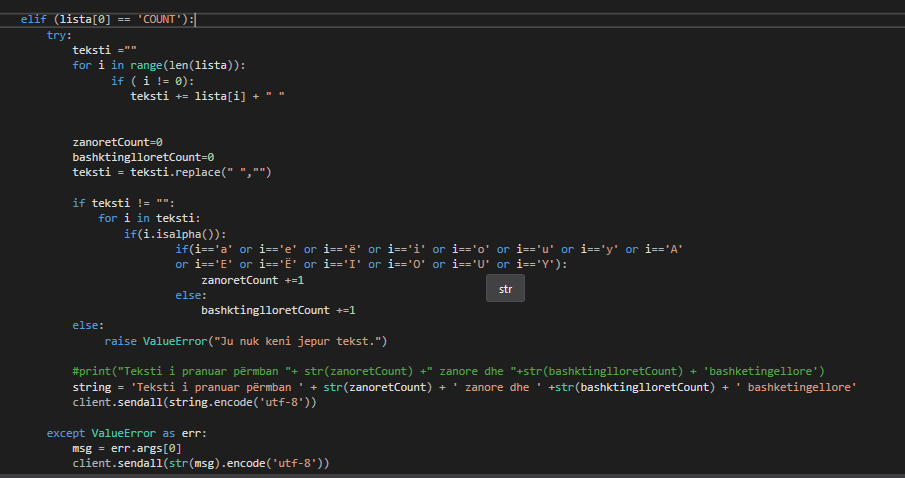 elif (lista[0] == 'COUNT'):
try:
teksti =""
for i in range(len(lista)):
if ( i != 0):
teksti += lista[i] + " "
zanoretCount=0
bashktinglloretCount=0
teksti = teksti.replace(" ","")
if teksti != "":
for i in teksti:
if(i.isalpha()):
if(i=='a' or i=='e' or i=='ë' or i=='i' or i=='o' or i=='u' or i=='y' or i=='A'
or i=='E' or i=='Ë' or i=='I' or i=='O' or i=='U' or i=='Y'):
zanoretCount +=1
str
else:
bashktinglloretCount +=1
else:
raise ValueError("Ju nuk keni jepur tekst.")
#print("Teksti i pranuar përmban "+ str(zanoretCount) +" zanore dhe "+str(bashktinglloretCount) + 'bashketingellore')
string = 'Teksti i pranuar përmban ' + str(zanoretCount) + ' zanore dhe ' +str(bashktinglloretCount) + ' bashketingellore'
client.sendall(string.encode('utf-8'))
except ValueError as err:
msg = err.args[0]
client.sendall(str(msg).encode('utf-8'))